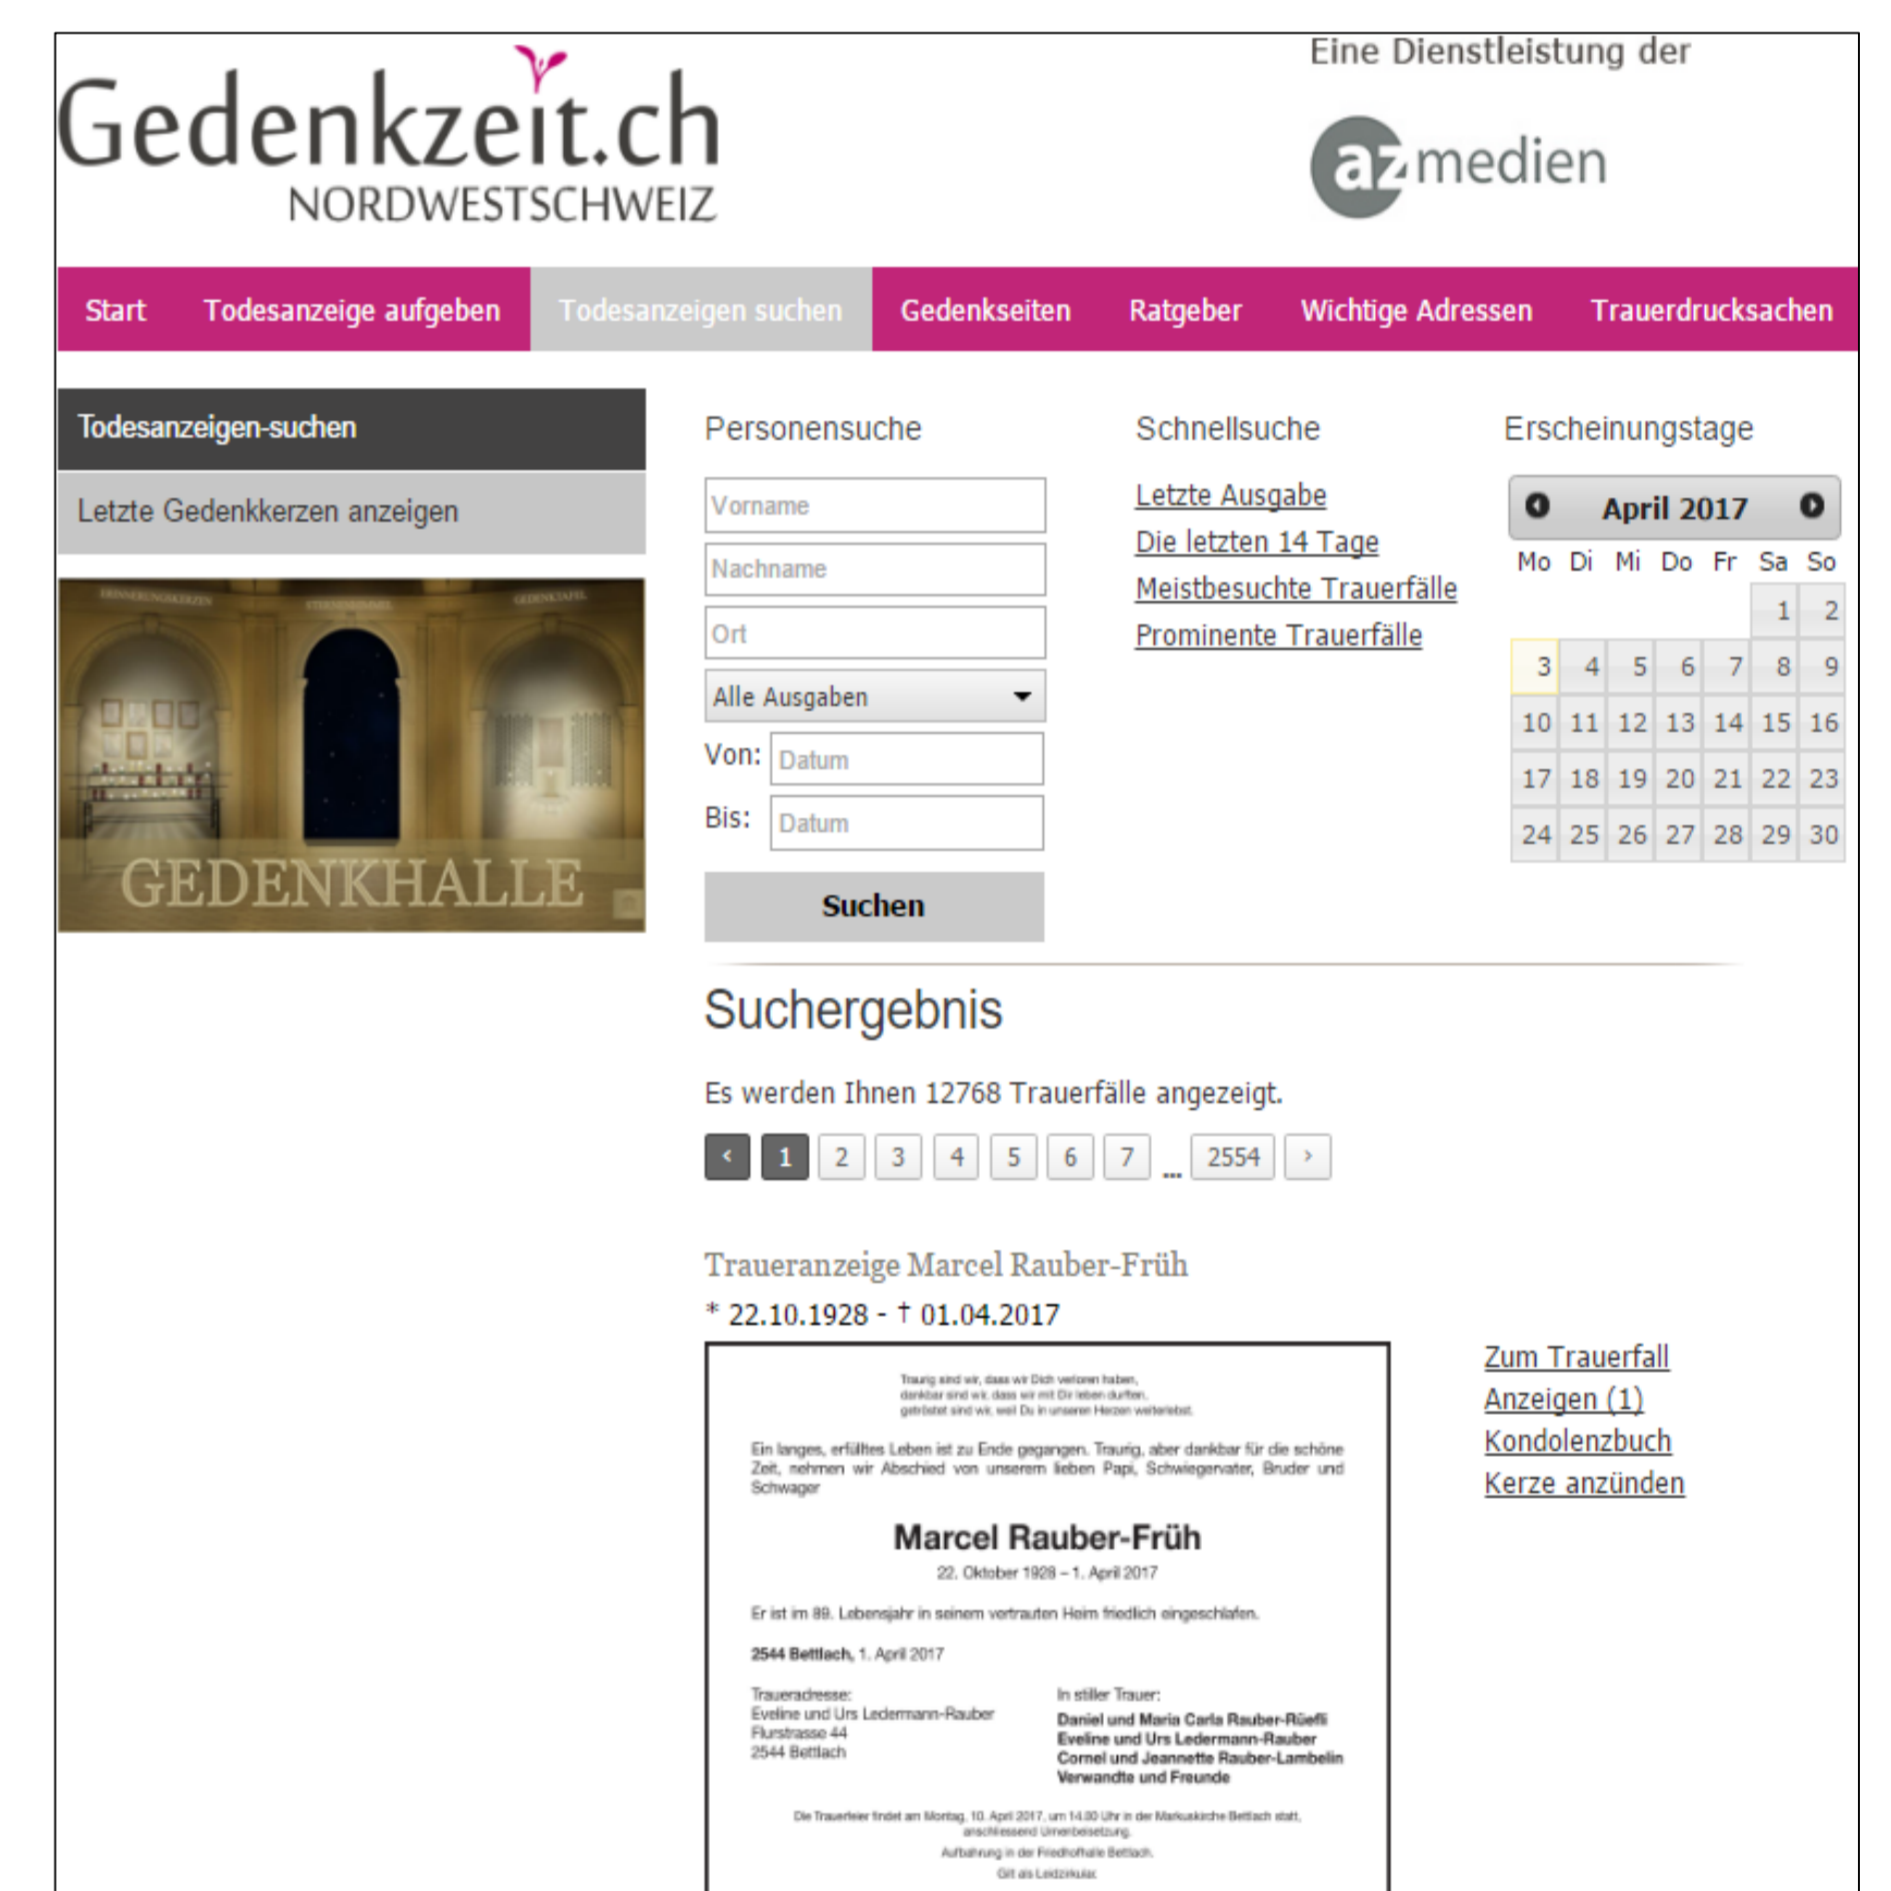 Gedenkzeit.ch
NORDWESTSCHWEIZ
Eine Dienstleistung der
az medien
Start Todesanzeige aufgeben Todesanzeigen suchen Gedenkseiten Ratgeber Wichtige Adressen Trauerdrucksachen
Todesanzeigen-suchen
Letzte Gedenkkerzen anzeigen
ERINNERUNGSKERZEN STERNENHIMMEL GEDENKTAFEL
GEDENKHALLE
Personensuche
Vorname
Nachname
Ort
Alle Ausgaben
Von: Datum
Bis: Datum
Suchen
Schnellsuche
Letzte Ausgabe
Die letzten 14 Tage
Meistbesuchte Trauerfälle
Prominente Trauerfälle
Erscheinungstage
April 2017
Mo Di Mi Do Fr Sa So
1 2
3 4 5 6 7 8 9
10 11 12 13 14 15 16
17 18 19 20 21 22 23
24 25 26 27 28 29 30
Suchergebnis
Es werden Ihnen 12768 Trauerfälle angezeigt.
‹ 1 2 3 4 5 6 7 ... 2554 ›
Traueranzeige Marcel Rauber-Früh
* 22.10.1928 - † 01.04.2017
Traurig sind wir, dass wir Dich verloren haben,
dankbar sind wir, dass wir mit Dir leben durften,
getröstet sind wir, weil Du in unseren Herzen weiterlebst.
Ein langes, erfülltes Leben ist zu Ende gegangen. Traurig, aber dankbar für die schöne
Zeit, nehmen wir Abschied von unserem lieben Papi, Schwiegervater, Bruder und
Schwager
Marcel Rauber-Früh
22. Oktober 1928 – 1. April 2017
Er ist im 89. Lebensjahr in seinem vertrauten Heim friedlich eingeschlafen.
2544 Bettlach, 1. April 2017
Traueradresse:
Eveline und Urs Ledermann-Rauber
Flurstrasse 44
2544 Bettlach
In stiller Trauer:
Daniel und Maria Carla Rauber-Rüefli
Eveline und Urs Ledermann-Rauber
Cornel und Jeannette Rauber-Lambelin
Verwandte und Freunde
Die Trauerfeier findet am Montag, 10. April 2017, um 14.00 Uhr in der Markuskirche Bettlach statt,
anschliessend Urnenbeisetzung.
Aufbahrung in der Friedhofhalle Bettlach.
Gilt als Leidzirkular.
Zum Trauerfall
Anzeigen (1)
Kondolenzbuch
Kerze anzünden